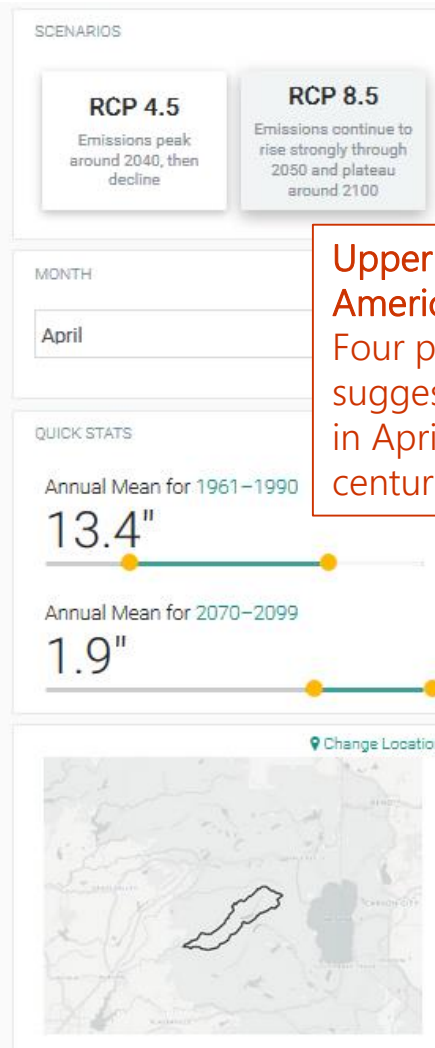 SCENARIOS
RCP 4.5
Emissions peak
around 2040, then
decline
RCP 8.5
Emissions continue to
rise strongly through
2050 and plateau
around 2100
MONTH
April
Upper
Americ
Four p
sugges
in Apri
centur
QUICK STATS
Annual Mean for 1961–1990
13.4"
Annual Mean for 2070–2099
1.9"
Change Locatio
CARSON CITY